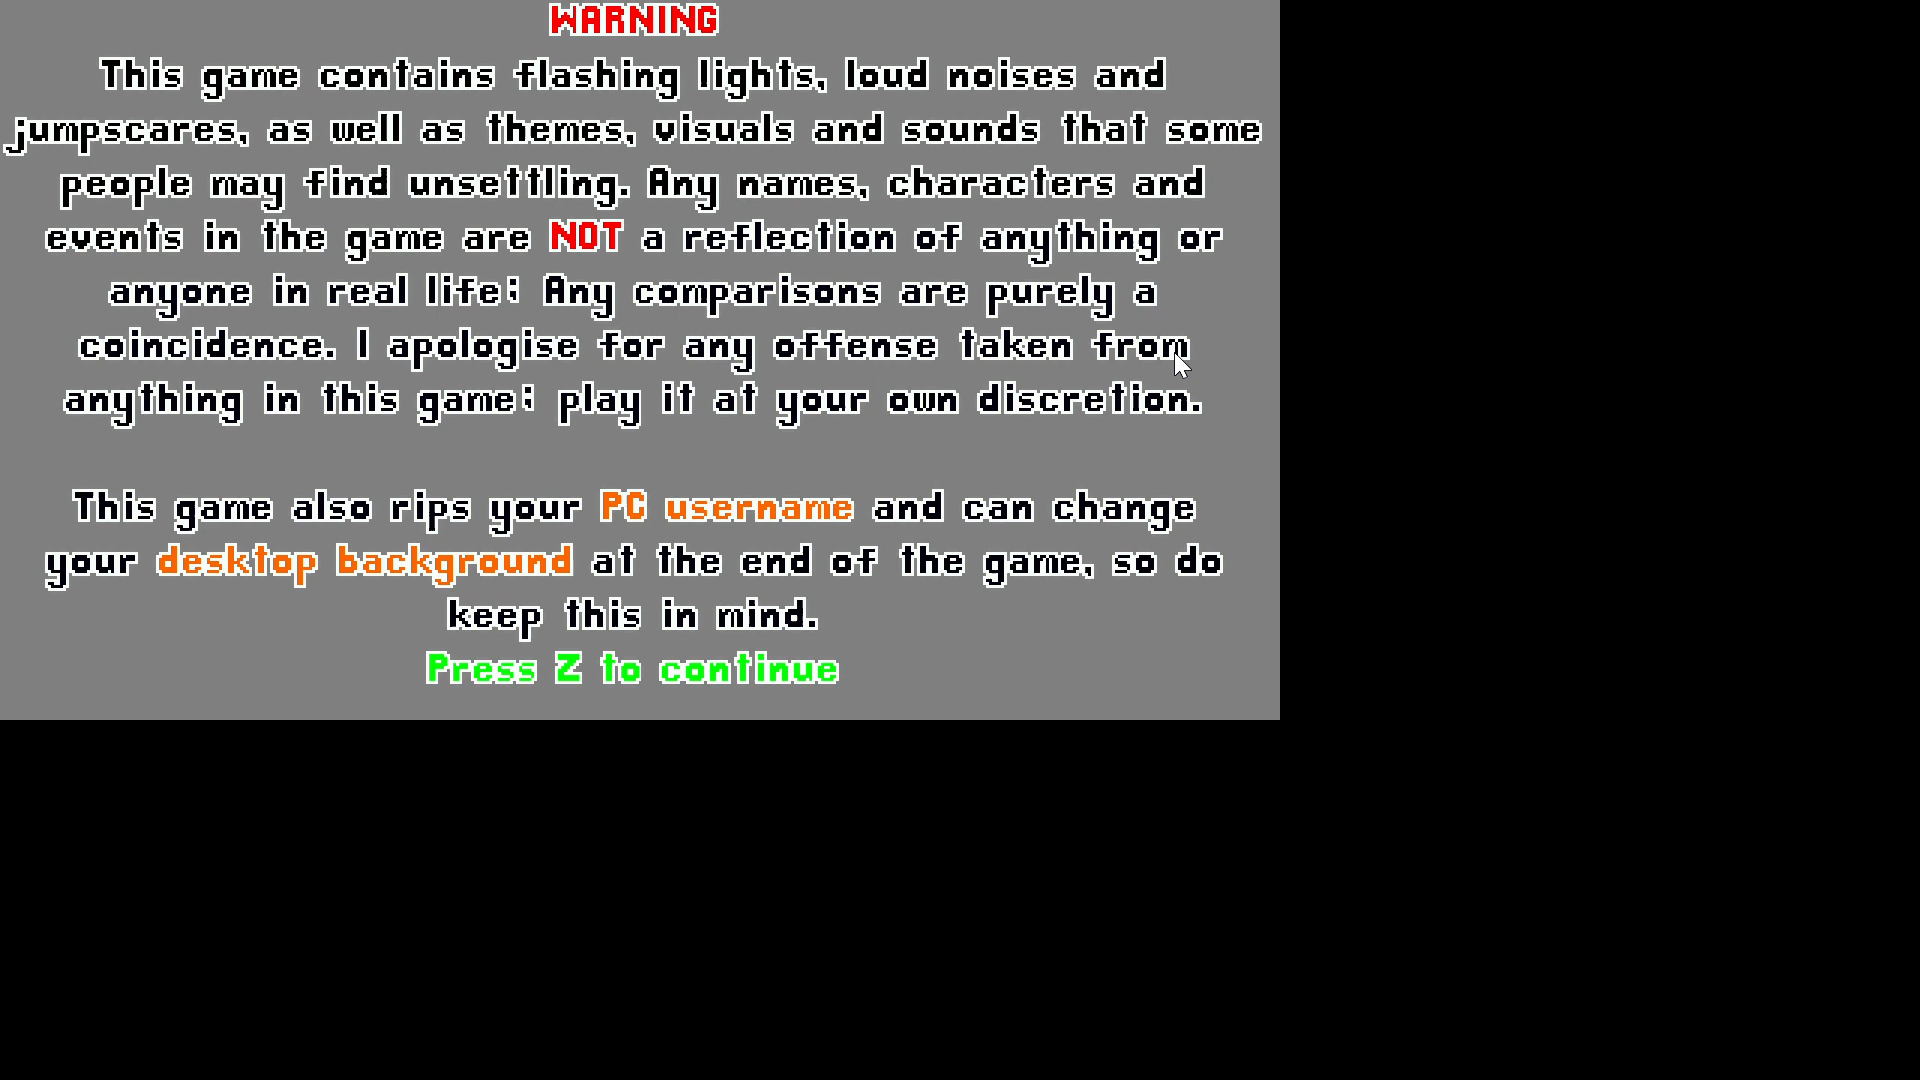 WARNING
This game contains flashing lights, loud noises and
jumpscares, as well as themes, visuals and sounds that some
people may find unsettling. Any names, characters and
events in the game are NOT a reflection of anything or
anyone in real life; Any comparisons are purely a
coincidence. I apologise for any offense taken from
anything in this game; play it at your own discretion.
This game also rips your PC username and can change
your desktop background at the end of the game, so do
keep this in mind.
Press Z to continue